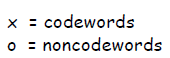 x = codewords
o = noncodewords